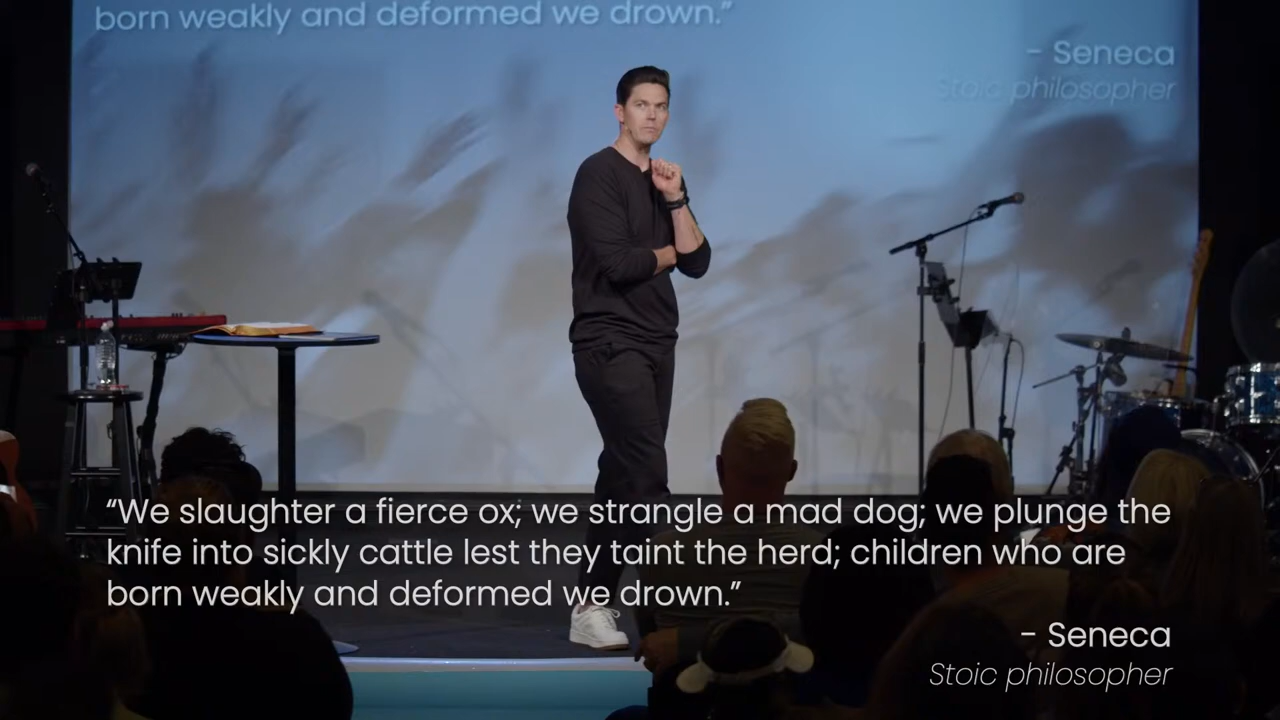 born weakly and deformed we drown.”
- Seneca
Stoic philosopher
“We slaughter a fierce ox; we strangle a mad dog; we plunge the
knife into sickly cattle lest they taint the herd; children who are
born weakly and deformed we drown.”
- Seneca
Stoic philosopher